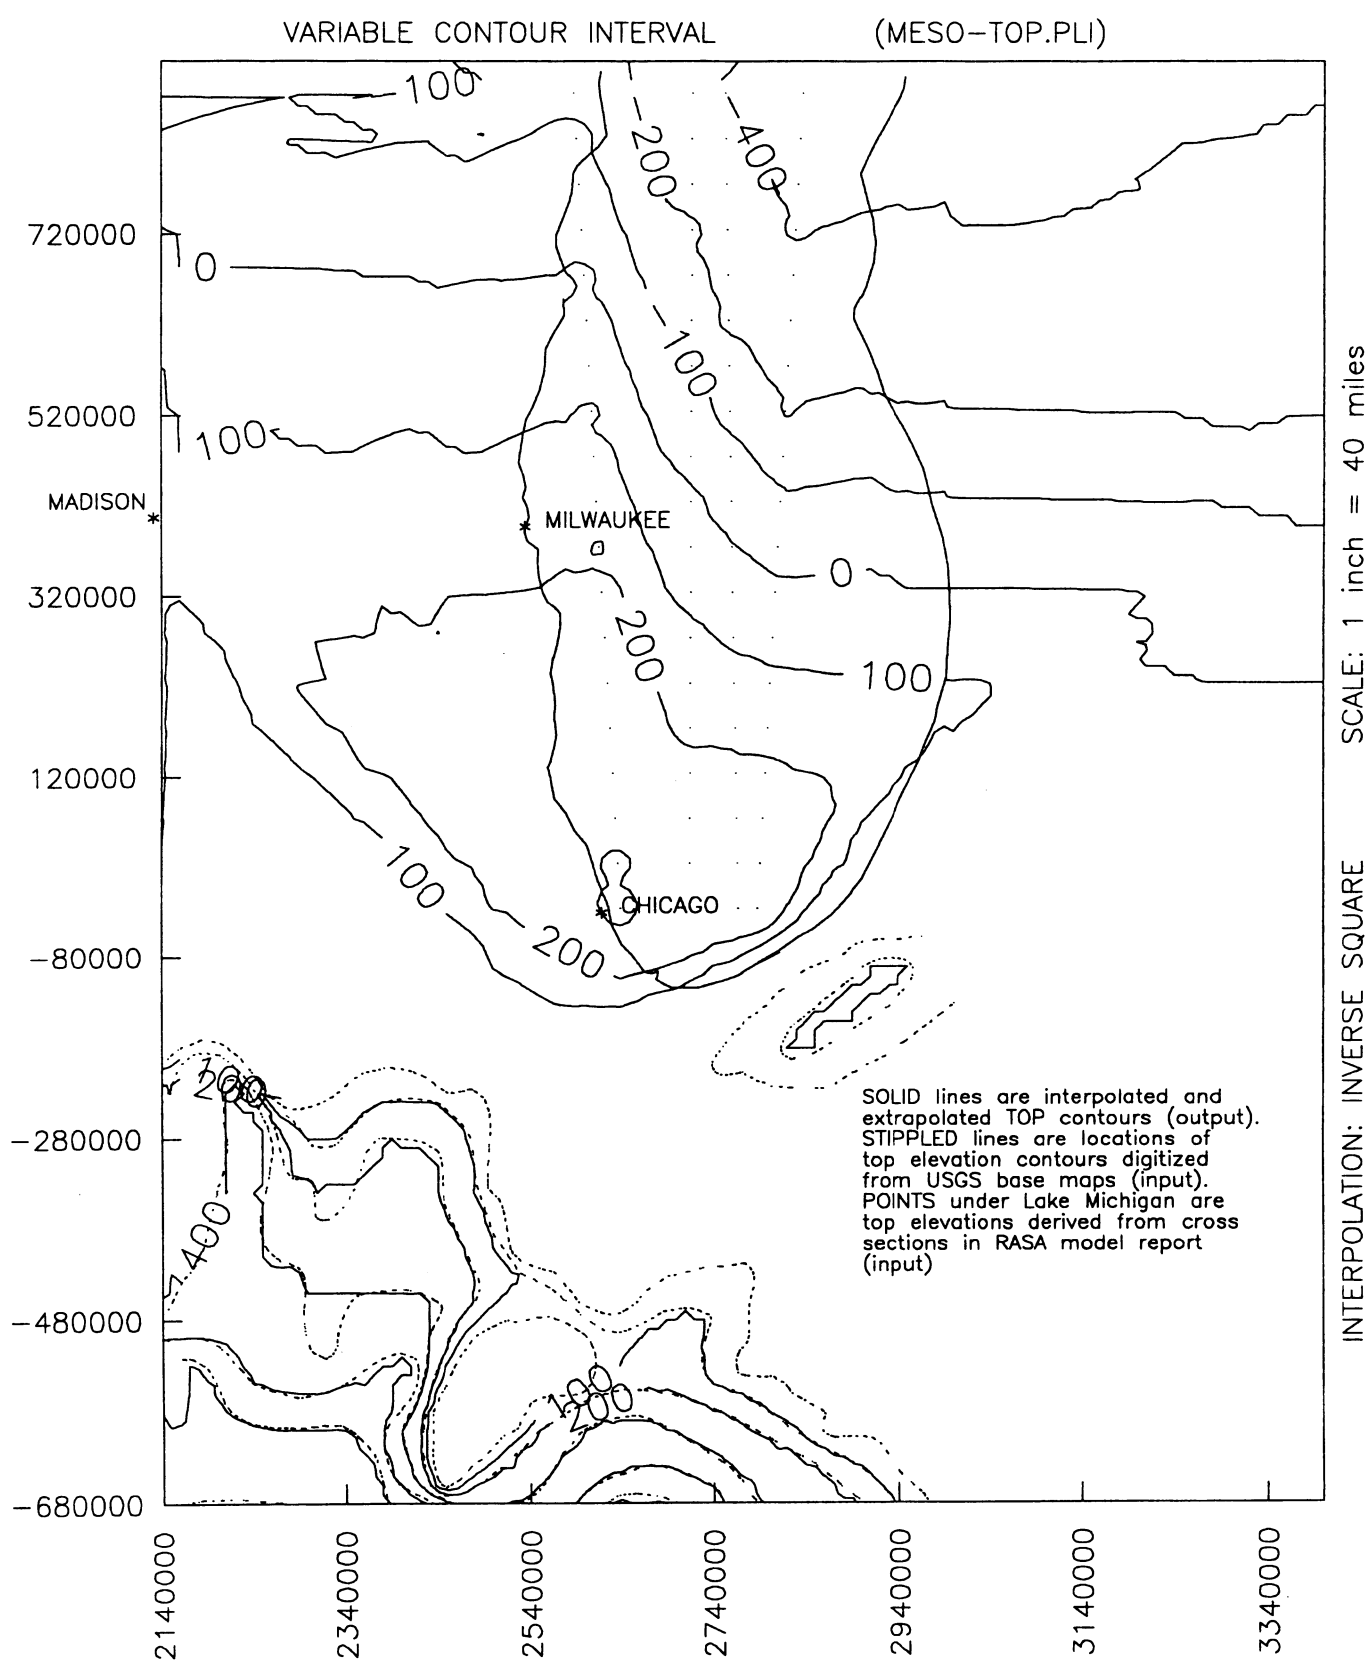 VARIABLE CONTOUR INTERVAL (MESO-TOP.PLI)
100
-200
-400
720000
0
100
520000
100
MADISON
MILWAUKEE
0
320000
200
100
120000
100
CHICAGO
200
-80000
SOLID lines are interpolated and
extrapolated TOP contours (output).
STIPPLED lines are locations of
top elevation contours digitized
from USGS base maps (input).
POINTS under Lake Michigan are
top elevations derived from cross
sections in RASA model report
(input)
-280000
400
-480000
100
200
-680000
2140000
2340000
2540000
2740000
2940000
3140000
3340000
INTERPOLATION: INVERSE SQUARE SCALE: 1 inch = 40 miles